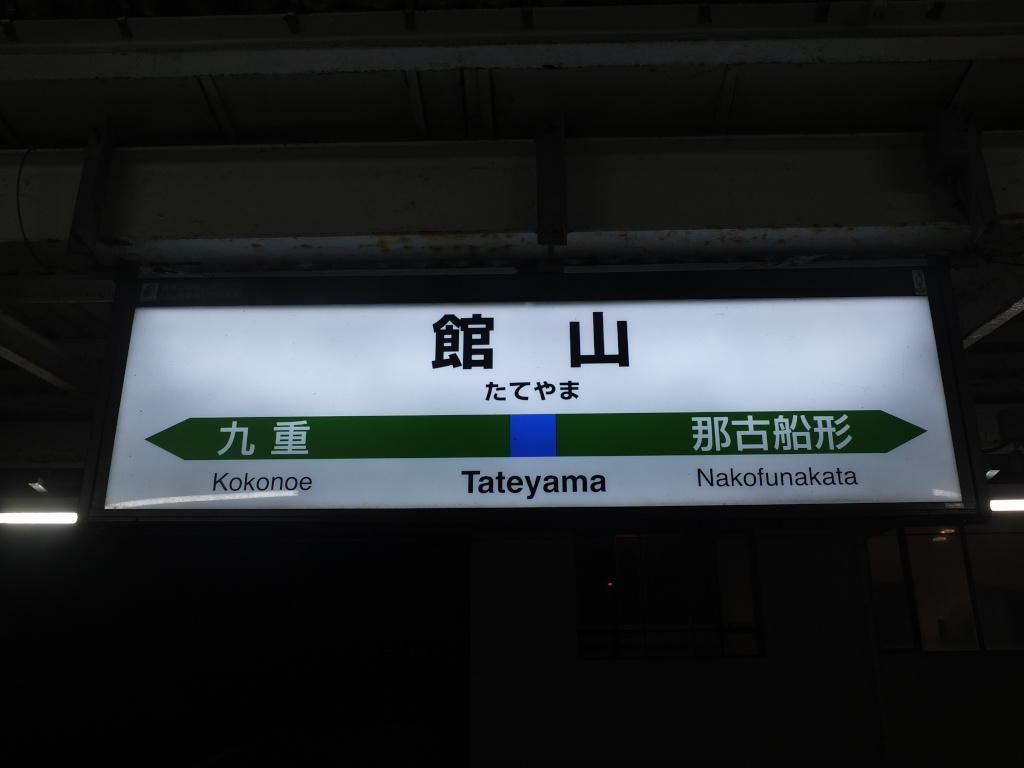 館山
たてやま
九重
那古船形
Kokonoe
Tateyama
Nakofunakata